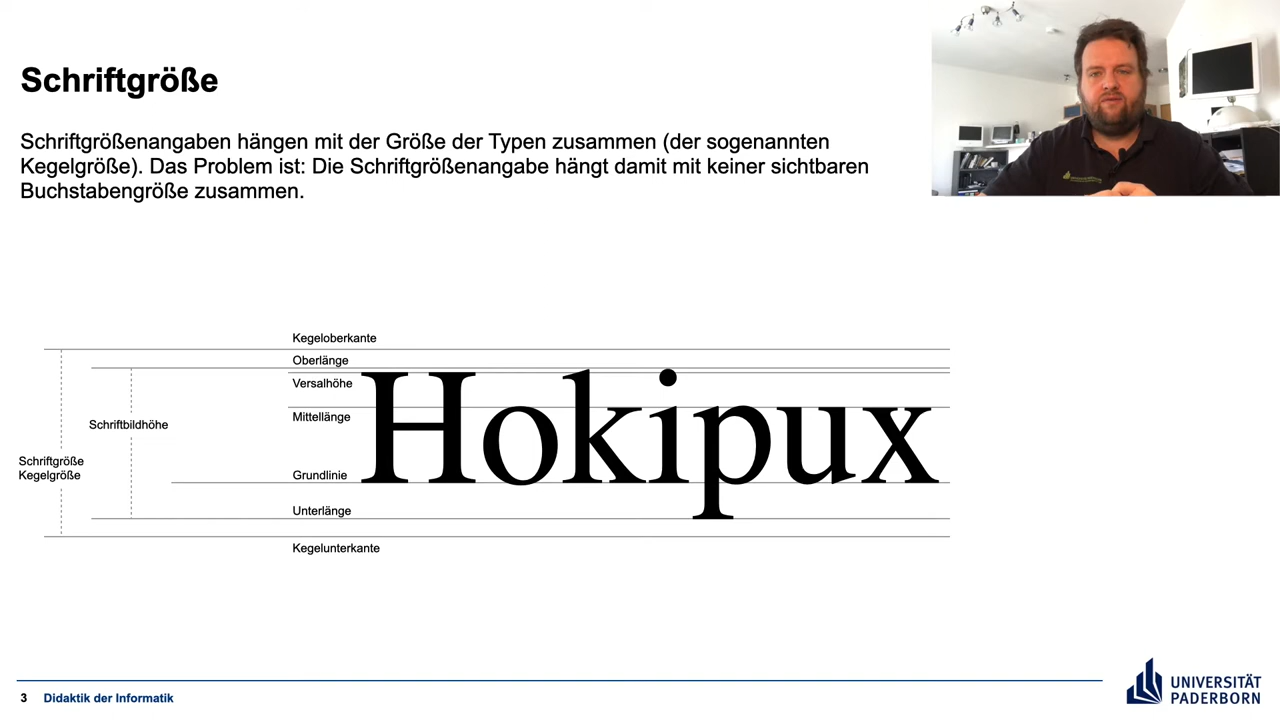 Schriftgröße
Schriftgrößenangaben hängen mit der Größe der Typen zusammen (der sogenannten
Kegelgröße). Das Problem ist: Die Schriftgrößenangabe hängt damit mit keiner sichtbaren
Buchstabengröße zusammen.
Kegeloberkante
Oberlänge
Versalhöhe
Mittellänge
Grundlinie
Unterlänge
Kegelunterkante
Schriftbildhöhe
Schriftgröße
Kegelgröße
Hokipux
3 Didaktik der Informatik
UNIVERSITÄT
PADERBORN